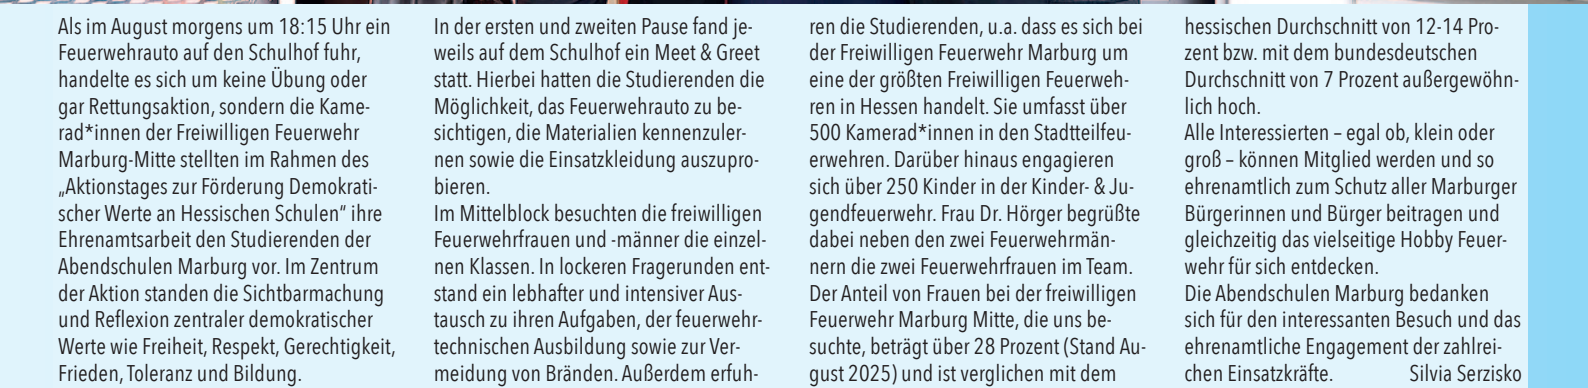 Als im August morgens um 18:15 Uhr ein
Feuerwehrauto auf den Schulhof fuhr,
handelte es sich um keine Übung oder
gar Rettungsaktion, sondern die Kame-
rad*innen der Freiwilligen Feuerwehr
Marburg-Mitte stellten im Rahmen des
„Aktionstages zur Förderung Demokrati-
scher Werte an Hessischen Schulen“ ihre
Ehrenamtsarbeit den Studierenden der
Abendschulen Marburg vor. Im Zentrum
der Aktion standen die Sichtbarmachung
und Reflexion zentraler demokratischer
Werte wie Freiheit, Respekt, Gerechtigkeit,
Frieden, Toleranz und Bildung.
In der ersten und zweiten Pause fand je-
weils auf dem Schulhof ein Meet & Greet
statt. Hierbei hatten die Studierenden die
Möglichkeit, das Feuerwehrauto zu be-
sichtigen, die Materialien kennenzuler-
nen sowie die Einsatzkleidung auszupro-
bieren.
Im Mittelblock besuchten die freiwilligen
Feuerwehrfrauen und -männer die einzel-
nen Klassen. In lockeren Fragerunden ent-
stand ein lebhafter und intensiver Aus-
tausch zu ihren Aufgaben, der feuerwehr-
technischen Ausbildung sowie zur Ver-
meidung von Bränden. Außerdem erfuh-
ren die Studierenden, u.a. dass es sich bei
der Freiwilligen Feuerwehr Marburg um
eine der größten Freiwilligen Feuerweh-
ren in Hessen handelt. Sie umfasst über
500 Kamerad*innen in den Stadtteilfeu-
erwehren. Darüber hinaus engagieren
sich über 250 Kinder in der Kinder- & Ju-
gendfeuerwehr. Frau Dr. Hörger begrüßte
dabei neben den zwei Feuerwehrmän-
nern die zwei Feuerwehrfrauen im Team.
Der Anteil von Frauen bei der freiwilligen
Feuerwehr Marburg Mitte, die uns be-
suchte, beträgt über 28 Prozent (Stand Au-
gust 2025) und ist verglichen mit dem
hessischen Durchschnitt von 12-14 Pro-
zent bzw. mit dem bundesdeutschen
Durchschnitt von 7 Prozent außergewöhn-
lich hoch.
Alle Interessierten – egal ob, klein oder
groß – können Mitglied werden und so
ehrenamtlich zum Schutz aller Marburger
Bürgerinnen und Bürger beitragen und
gleichzeitig das vielseitige Hobby Feuer-
wehr für sich entdecken.
Die Abendschulen Marburg bedanken
sich für den interessanten Besuch und das
ehrenamtliche Engagement der zahlrei-
chen Einsatzkräfte. Silvia Serzisko